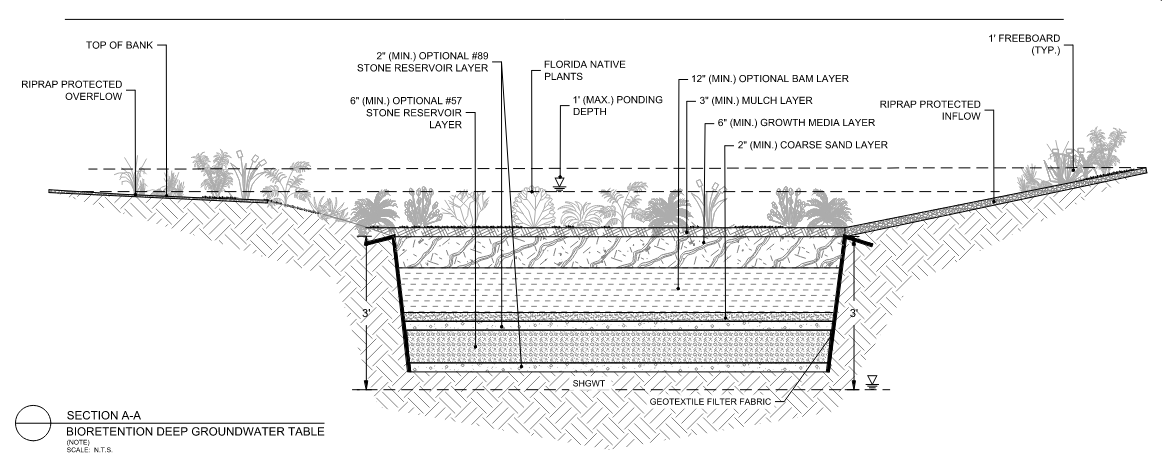 TOP OF BANK
RIPRAP PROTECTED
OVERFLOW
2" (MIN.) OPTIONAL #89
STONE RESERVOIR LAYER
6" (MIN.) OPTIONAL #57
STONE RESERVOIR
LAYER
FLORIDA NATIVE
PLANTS
1' (MAX.) PONDING
DEPTH
12" (MIN.) OPTIONAL BAM LAYER
3" (MIN.) MULCH LAYER
6" (MIN.) GROWTH MEDIA LAYER
2" (MIN.) COARSE SAND LAYER
1' FREEBOARD
(TYP.)
RIPRAP PROTECTED
INFLOW
3'
3'
SHGWT
GEOTEXTILE FILTER FABRIC
SECTION A-A
BIORETENTION DEEP GROUNDWATER TABLE
(NOTE)
SCALE: N.T.S.